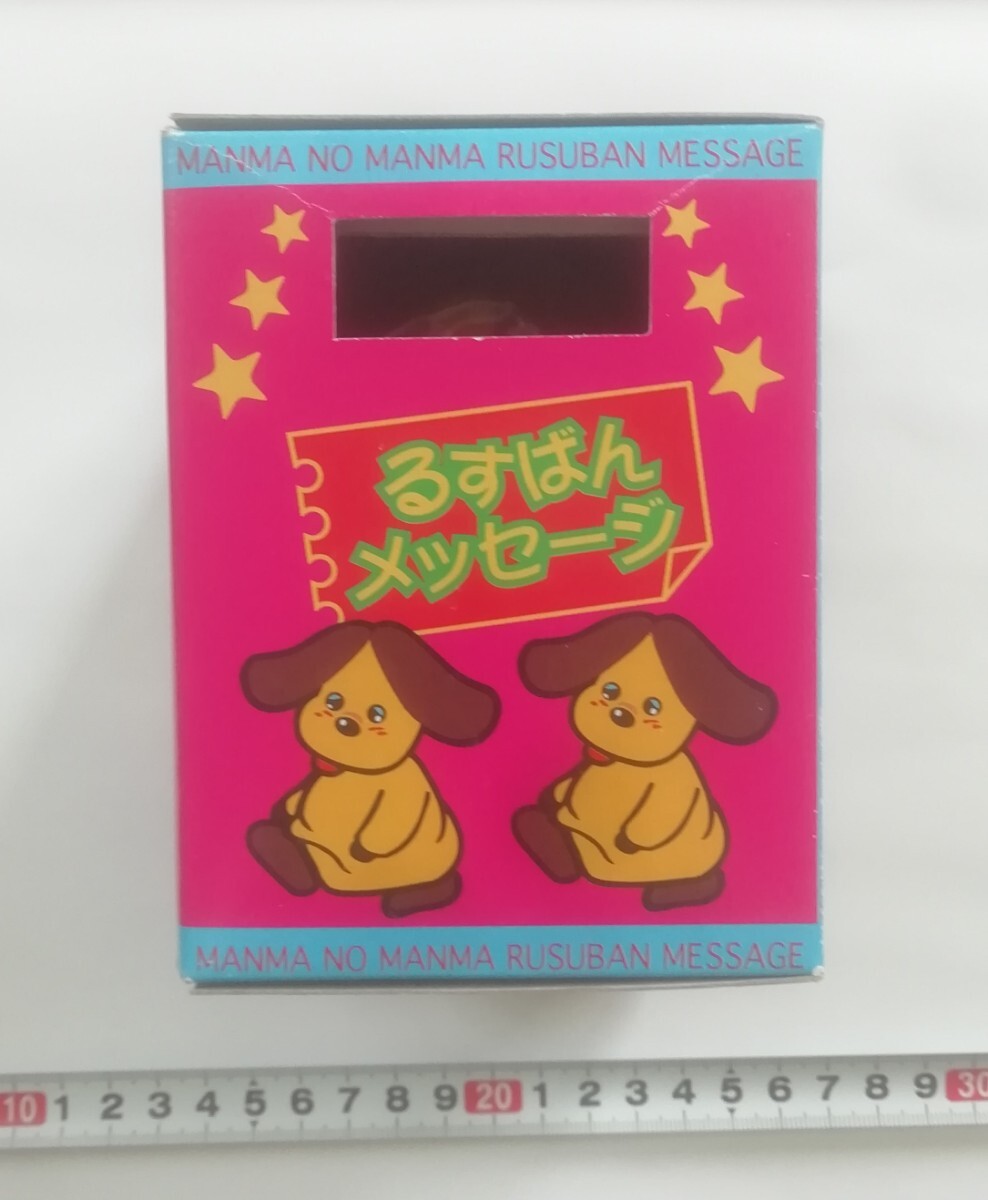 MANMA NO MANMA RUSUBAN MESSAGE
るすばん
メッセージ
MANMA NO MANMA RUSUBAN MESSAGE
10 1 2 3 4 5 6 7 8 9 20 1 2 3 4 5 6 7 8 9 30